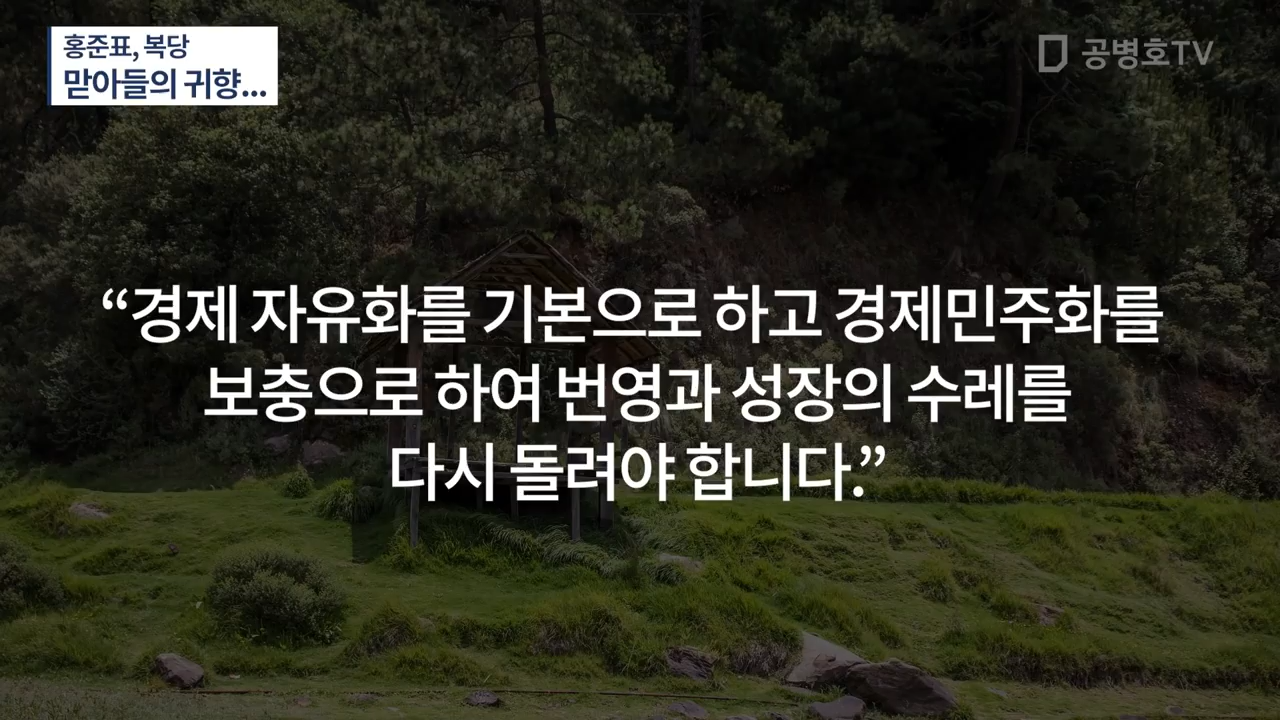 홍준표, 복당
맏아들의 귀향...
공병호TV
“경제 자유화를 기본으로 하고 경제민주화를
보충으로 하여 번영과 성장의 수레를
다시 돌려야 합니다.”